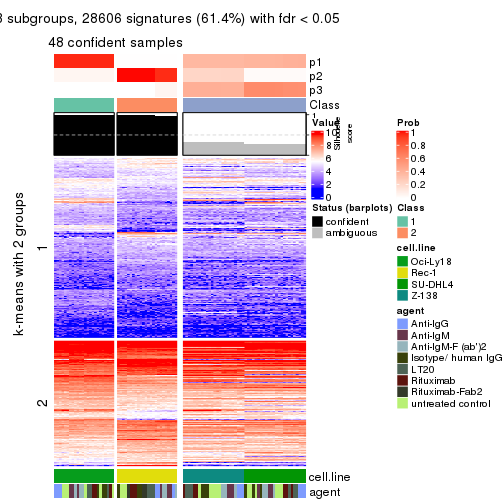 3 subgroups, 28606 signatures (61.4%) with fdr < 0.05
48 confident samples
p1
p2
p3
Class
1
Silhouette
score
k-means with 2 groups
1
2
cell.line
agent
Value
10
8
6
4
2
0
Prob
1
0.8
0.6
0.4
0.2
0
Status (barplots)
confident
ambiguous
Class
1
2
cell.line
Oci-Ly18
Rec-1
SU-DHL4
Z-138
agent
Anti-IgG
Anti-IgM
Anti-IgM-F (ab')2
Isotype/ human IgG
LT20
Rituximab
Rituximab-Fab2
untreated control